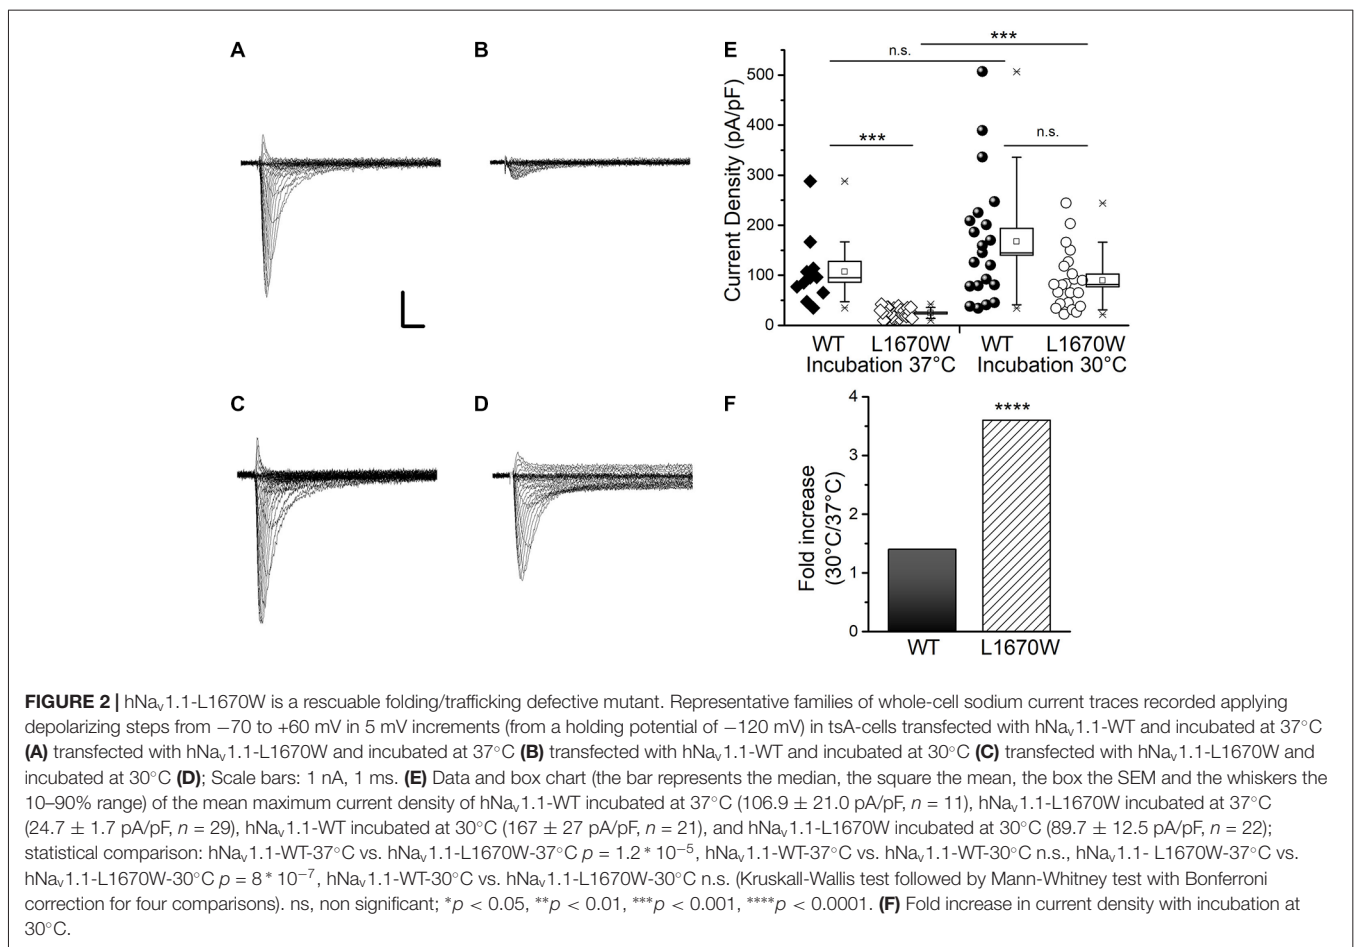 A
B
E
n.s.
***
***
n.s.
Current Density (pA/pF)
500
400
300
200
100
0
WT L1670W WT L1670W
Incubation 37°C Incubation 30°C
C
D
F
****
Fold increase
(30°C/37°C)
4
3
2
1
0
WT L1670W
FIGURE 2 | hNav1.1-L1670W is a rescuable folding/trafficking defective mutant. Representative families of whole-cell sodium current traces recorded applying
depolarizing steps from −70 to +60 mV in 5 mV increments (from a holding potential of −120 mV) in tsA-cells transfected with hNav1.1-WT and incubated at 37°C
(A) transfected with hNav1.1-L1670W and incubated at 37°C (B) transfected with hNav1.1-WT and incubated at 30°C (C) transfected with hNav1.1-L1670W and
incubated at 30°C (D); Scale bars: 1 nA, 1 ms. (E) Data and box chart (the bar represents the median, the square the mean, the box the SEM and the whiskers the
10–90% range) of the mean maximum current density of hNav1.1-WT incubated at 37°C (106.9 ± 21.0 pA/pF, n = 11), hNav1.1-L1670W incubated at 37°C
(24.7 ± 1.7 pA/pF, n = 29), hNav1.1-WT incubated at 30°C (167 ± 27 pA/pF, n = 21), and hNav1.1-L1670W incubated at 30°C (89.7 ± 12.5 pA/pF, n = 22);
statistical comparison: hNav1.1-WT-37°C vs. hNav1.1-L1670W-37°C p = 1.2 * 10−5, hNav1.1-WT-37°C vs. hNav1.1-WT-30°C n.s., hNav1.1- L1670W-37°C vs.
hNav1.1-L1670W-30°C p = 8 * 10−7, hNav1.1-WT-30°C vs. hNav1.1-L1670W-30°C n.s. (Kruskall-Wallis test followed by Mann-Whitney test with Bonferroni
correction for four comparisons). ns, non significant; *p < 0.05, **p < 0.01, ***p < 0.001, ****p < 0.0001. (F) Fold increase in current density with incubation at
30°C.